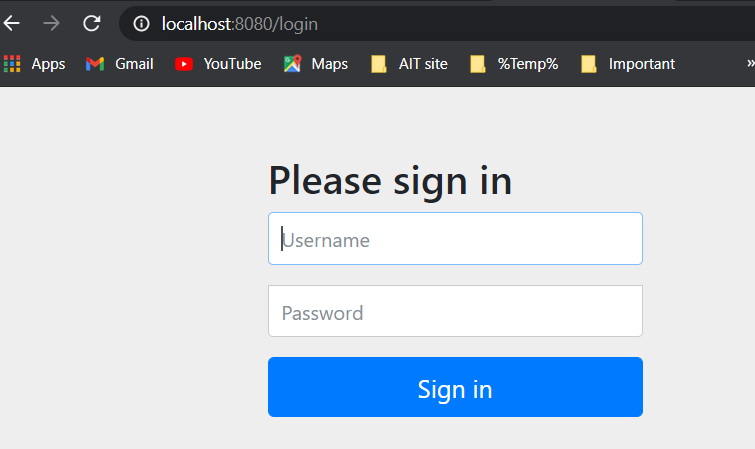 localhost:8080/login
Apps Gmail YouTube Maps AIT site %Temp% Important »
Please sign in
Username
Password
Sign in